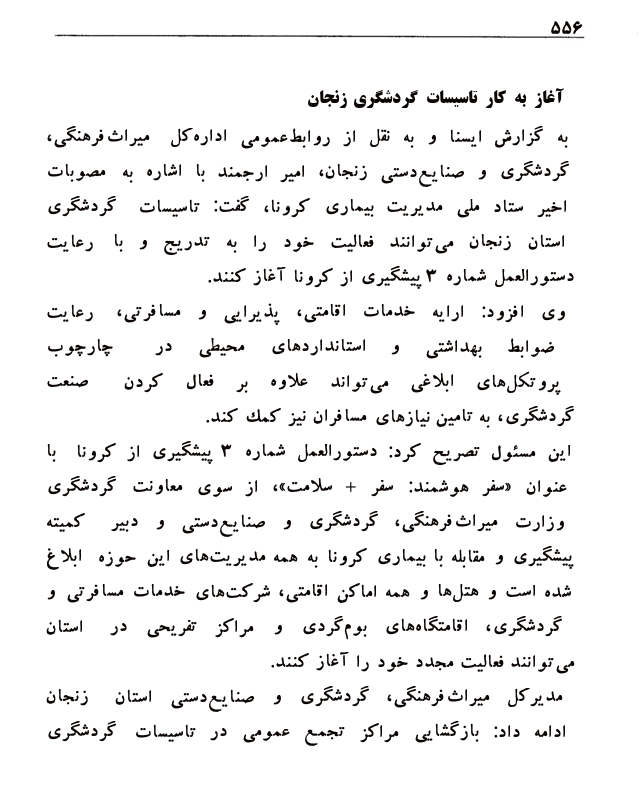 ۵۵۶
آغاز به کار تاسیسات گردشگری زنجان
به گزارش ایسنا و به نقل از روابط‌عمومی اداره‌کل میراث‌فرهنگی،
گردشگری و صنایع‌دستی زنجان، امیر ارجمند با اشاره به مصوبات
اخیر ستاد ملی مدیریت بیماری کرونا، گفت: تاسیسات گردشگری
استان زنجان می‌توانند فعالیت خود را به تدریج و با رعایت
دستورالعمل شماره ۳ پیشگیری از کرونا آغاز کنند.
وی افزود: ارایه خدمات اقامتی، پذیرایی و مسافرتی، رعایت
ضوابط بهداشتی و استانداردهای محیطی در چارچوب
پروتکل‌های ابلاغی می‌تواند علاوه بر فعال کردن صنعت
گردشگری، به تامین نیازهای مسافران نیز کمک کند.
این مسئول تصریح کرد: دستورالعمل شماره ۳ پیشگیری از کرونا با
عنوان «سفر هوشمند: سفر + سلامت»، از سوی معاونت گردشگری
وزارت میراث‌فرهنگی، گردشگری و صنایع‌دستی و دبیر کمیته
پیشگیری و مقابله با بیماری کرونا به همه مدیریت‌های این حوزه ابلاغ
شده است و هتل‌ها و همه اماکن اقامتی، شرکت‌های خدمات مسافرتی و
گردشگری، اقامتگاه‌های بوم‌گردی و مراکز تفریحی در استان
می‌توانند فعالیت مجدد خود را آغاز کنند.
مدیرکل میراث‌فرهنگی، گردشگری و صنایع‌دستی استان زنجان
ادامه داد: بازگشایی مراکز تجمع عمومی در تاسیسات گردشگری